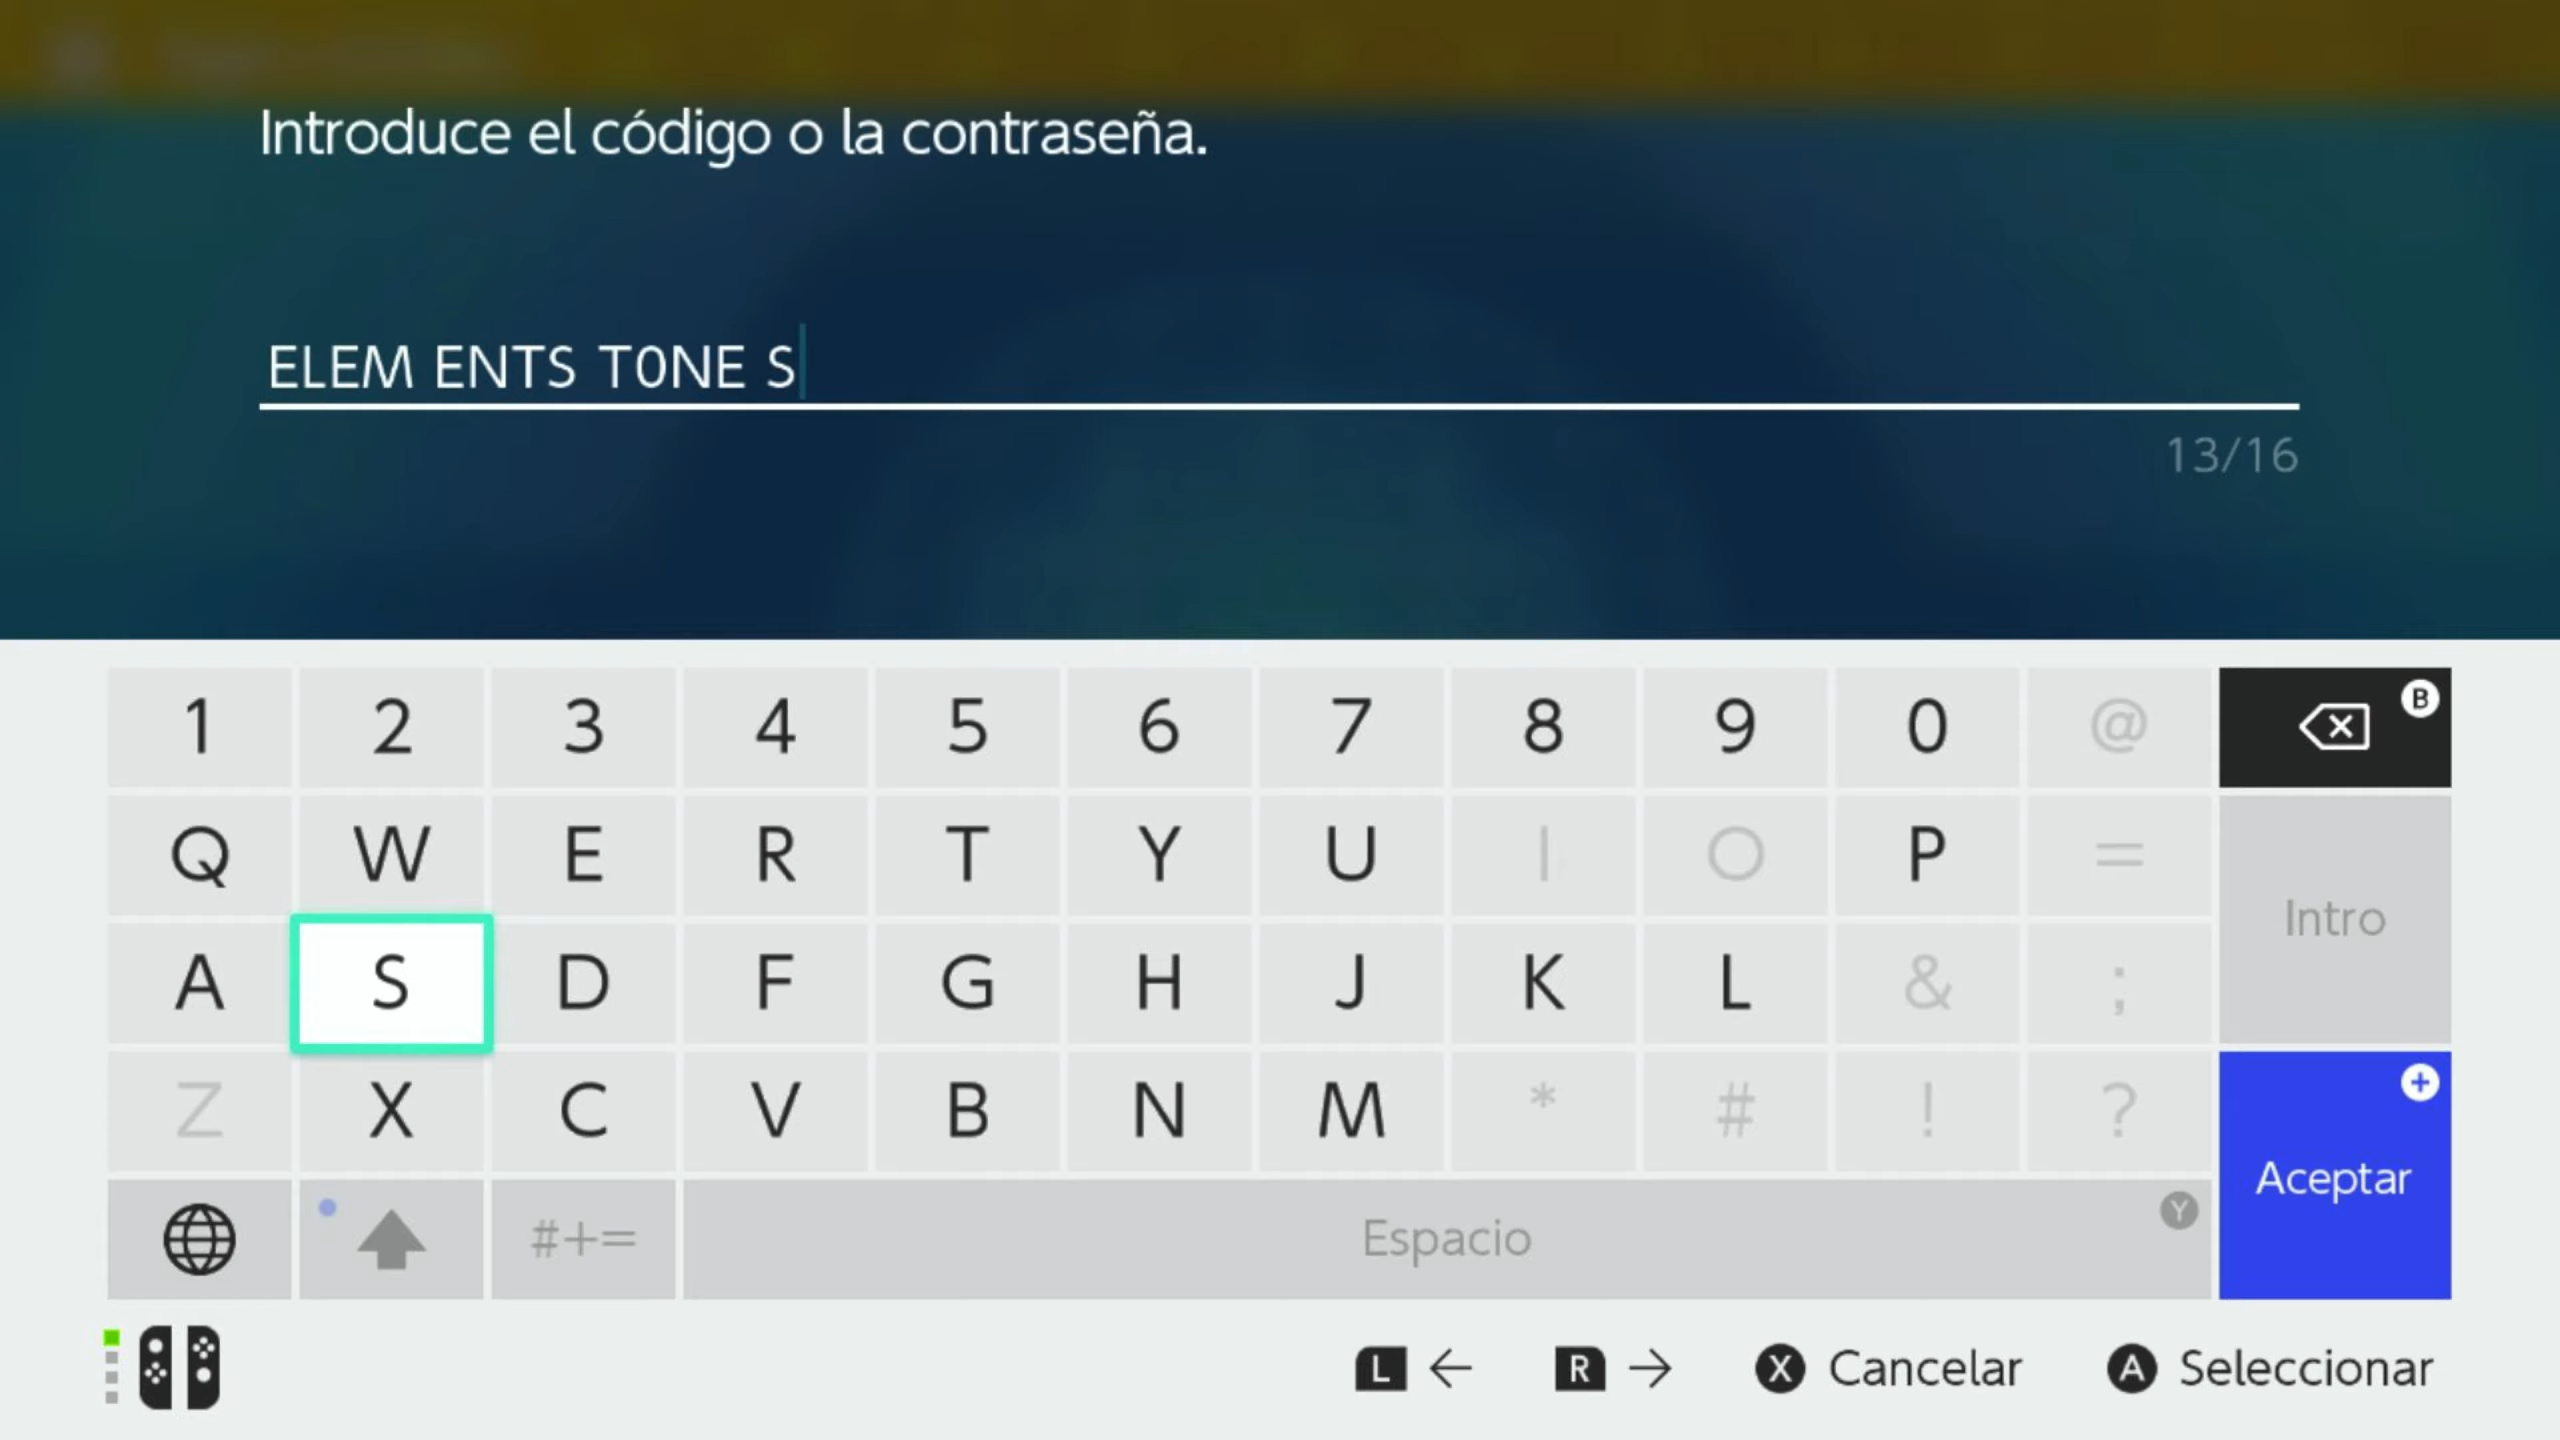 Introduce el código o la contraseña.
ELEM ENTS T0NE S
13/16
1 2 3 4 5 6 7 8 9 0 @ B
Q W E R T Y U I O P =
Intro
A S D F G H J K L & ;
Z X C V B N M * # ! ? +
Aceptar
#+= Espacio Y
L ← R → X Cancelar A Seleccionar